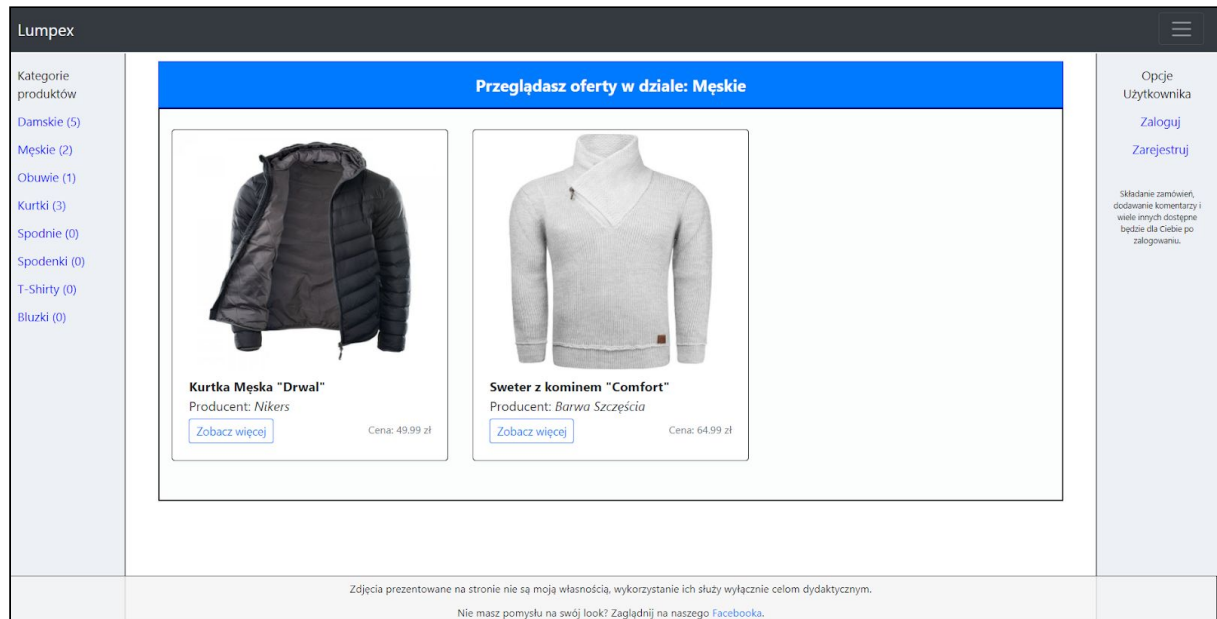 Lumpex
Kategorie
produktów
Damskie (5)
Męskie (2)
Obuwie (1)
Kurtki (3)
Spodnie (0)
Spodenki (0)
T-Shirty (0)
Bluzki (0)
Przeglądasz oferty w dziale: Męskie
Kurtka Męska "Drwal"
Producent: Nikers
Zobacz więcej
Cena: 49.99 zł
Sweter z kominem "Comfort"
Producent: Barwa Szczęścia
Zobacz więcej
Cena: 64.99 zł
Opcje
Użytkownika
Zaloguj
Zarejestruj
Składanie zamówień,
dodawanie komentarzy i
wiele innych dostępne
będzie dla Ciebie po
zalogowaniu.
Zdjęcia prezentowane na stronie nie są moją własnością, wykorzystanie ich służy wyłącznie celom dydaktycznym.
Nie masz pomysłu na swój look? Zaglądnij na naszego Facebooka.